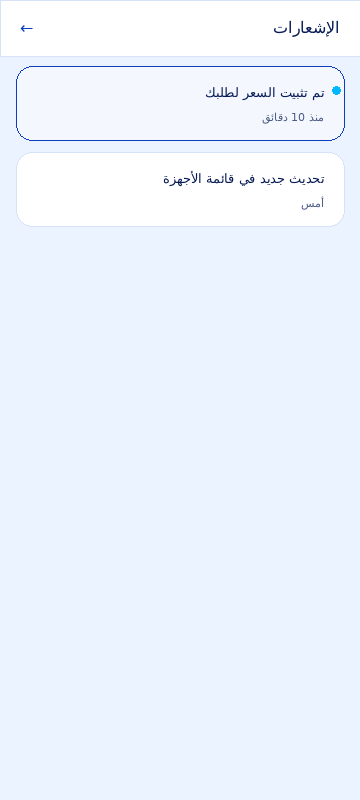 الإشعارات ←
تم تثبيت السعر لطلبك
منذ 10 دقائق
تحديث جديد في قائمة الأجهزة
أمس